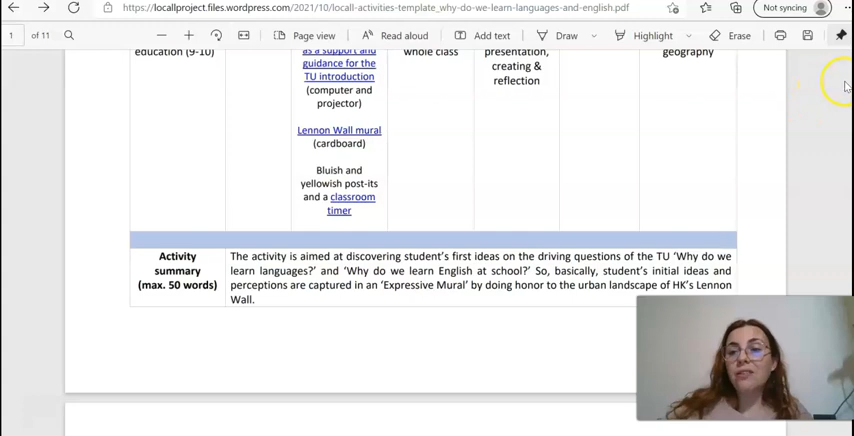 https://locallproject.files.wordpress.com/2021/10/locall-activities-template_why-do-we-learn-languages-and-english.pdf
Not syncing
1 of 11
Page view
Read aloud
Add text
Draw
Highlight
Erase
education (9-10)
as a support and
guidance for the
TU introduction
(computer and
projector)
Lennon Wall mural
(cardboard)
Bluish and
yellowish post-its
and a classroom
timer
whole class
presentation,
creating &
reflection
geography
Activity
summary
(max. 50 words)
The activity is aimed at discovering student's first ideas on the driving questions of the TU 'Why do we
learn languages?' and 'Why do we learn English at school?' So, basically, student's initial ideas and
perceptions are captured in an 'Expressive Mural' by doing honor to the urban landscape of HK's Lennon
Wall.